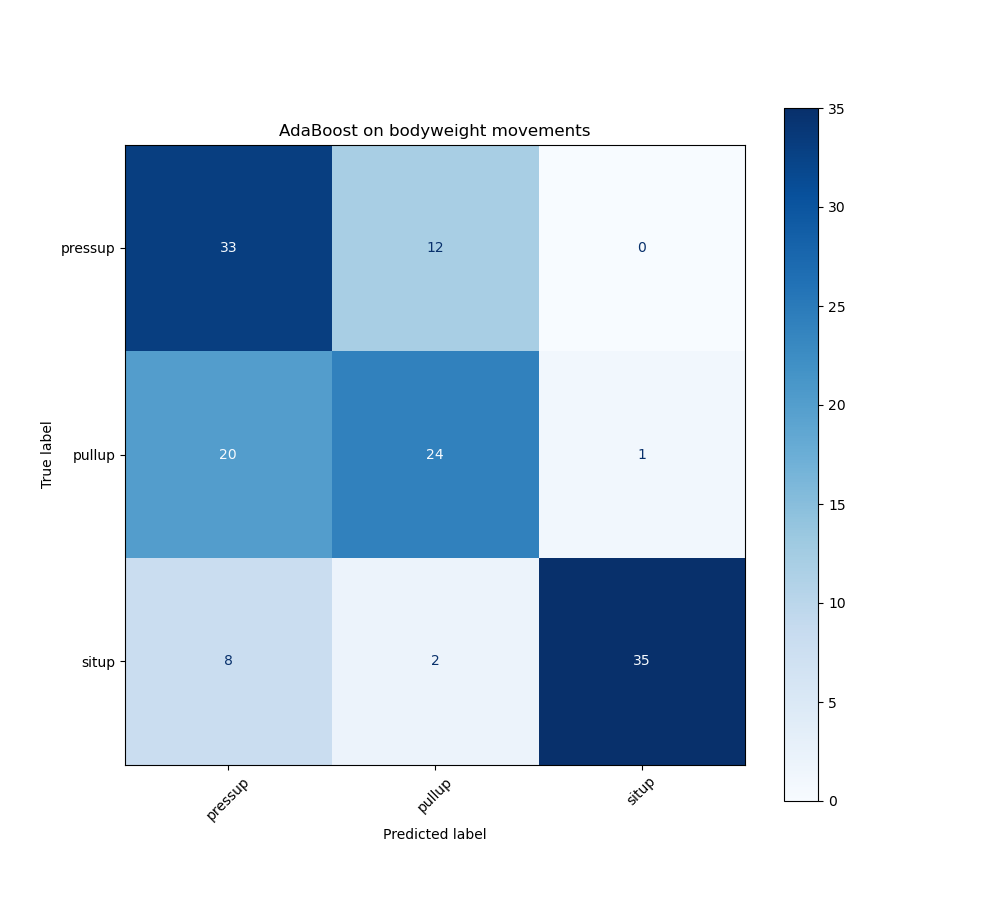 AdaBoost on bodyweight movements
True label
pressup
33 12 0
pullup
20 24 1
situp
8 2 35
pressup pullup situp
Predicted label
35
30
25
20
15
10
5
0